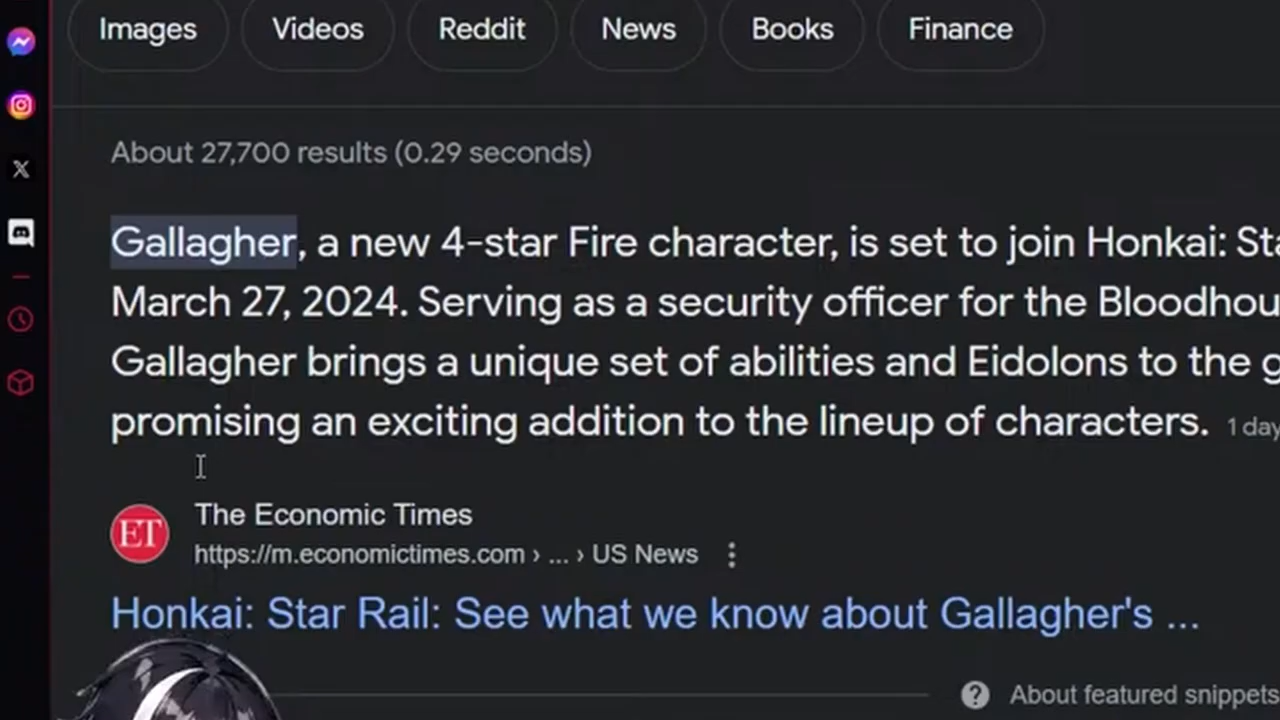 Images Videos Reddit News Books Finance
About 27,700 results (0.29 seconds)
Gallagher, a new 4-star Fire character, is set to join Honkai:
March 27, 2024. Serving as a security officer for the
Gallagher brings a unique set of abilities and Eidolons to the
promising an exciting addition to the lineup of characters. 1 day
ET
The Economic Times
https://m.economictimes.com › ... › US News
Honkai: Star Rail: See what we know about Gallagher's ...
About featured snippets